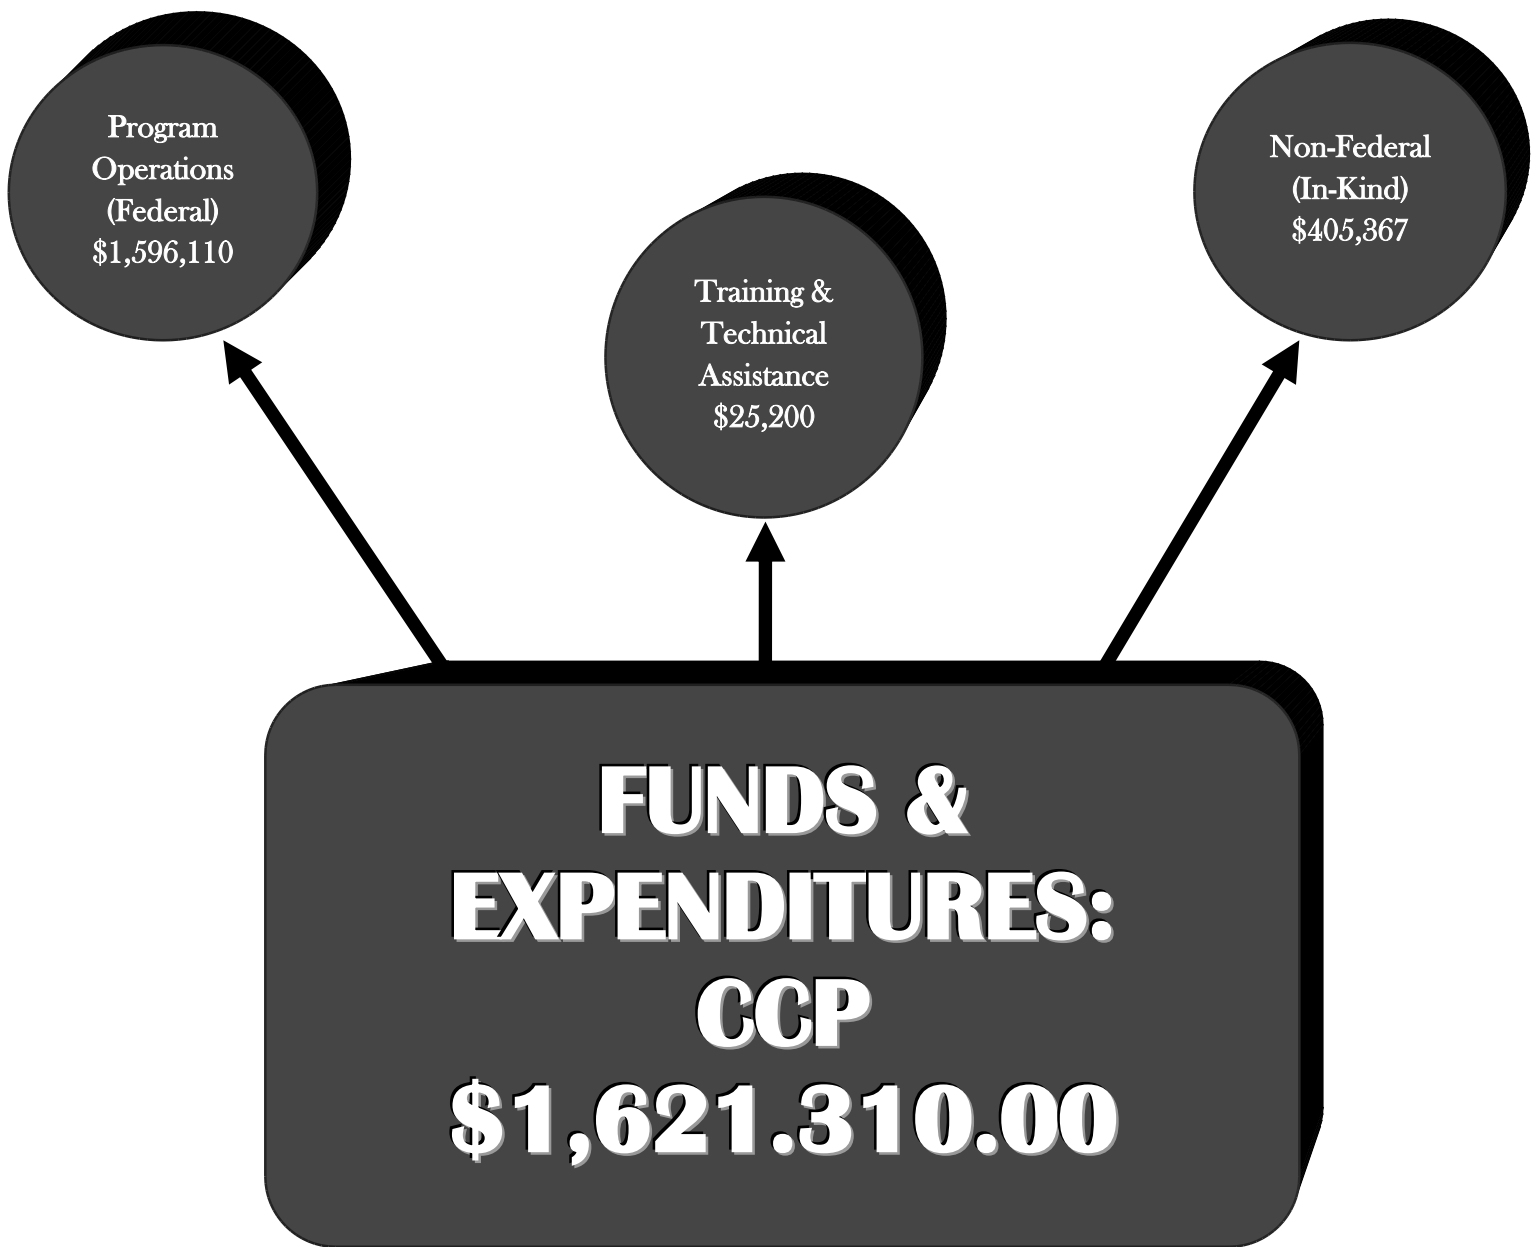 Program
Operations
(Federal)
$1,596,110
Training &
Technical
Assistance
$25,200
Non-Federal
(In-Kind)
$405,367
FUNDS &
EXPENDITURES:
CCP
$1,621.310.00